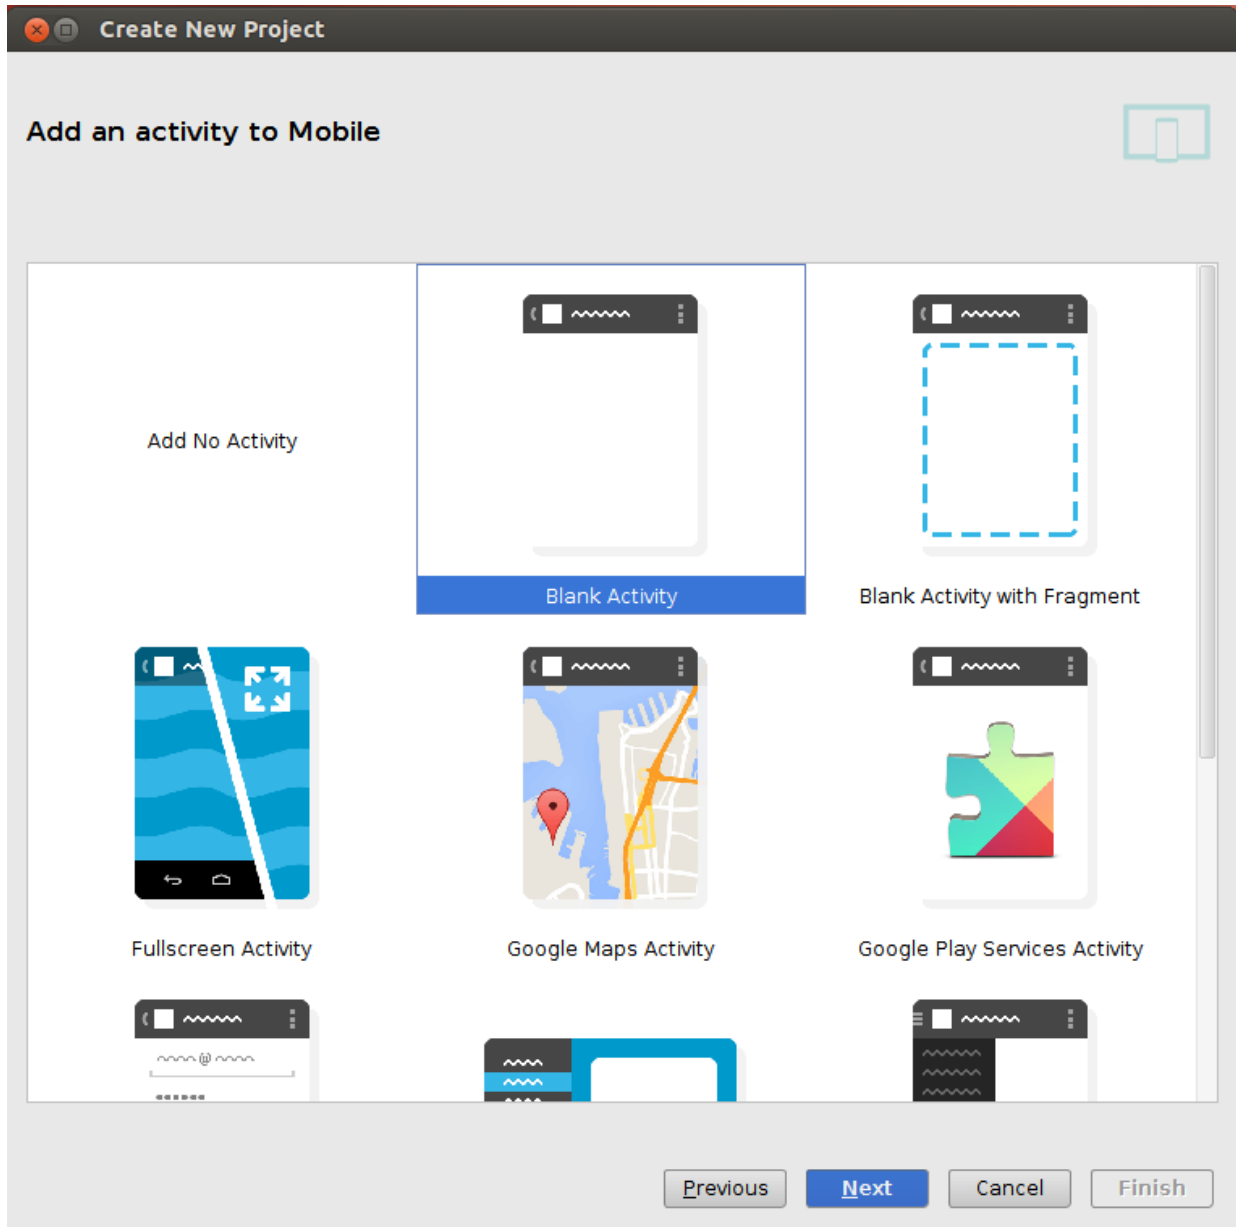 Create New Project
Add an activity to Mobile
Add No Activity
Blank Activity
Blank Activity with Fragment
Fullscreen Activity
Google Maps Activity
Google Play Services Activity
@
Previous
Next
Cancel
Finish